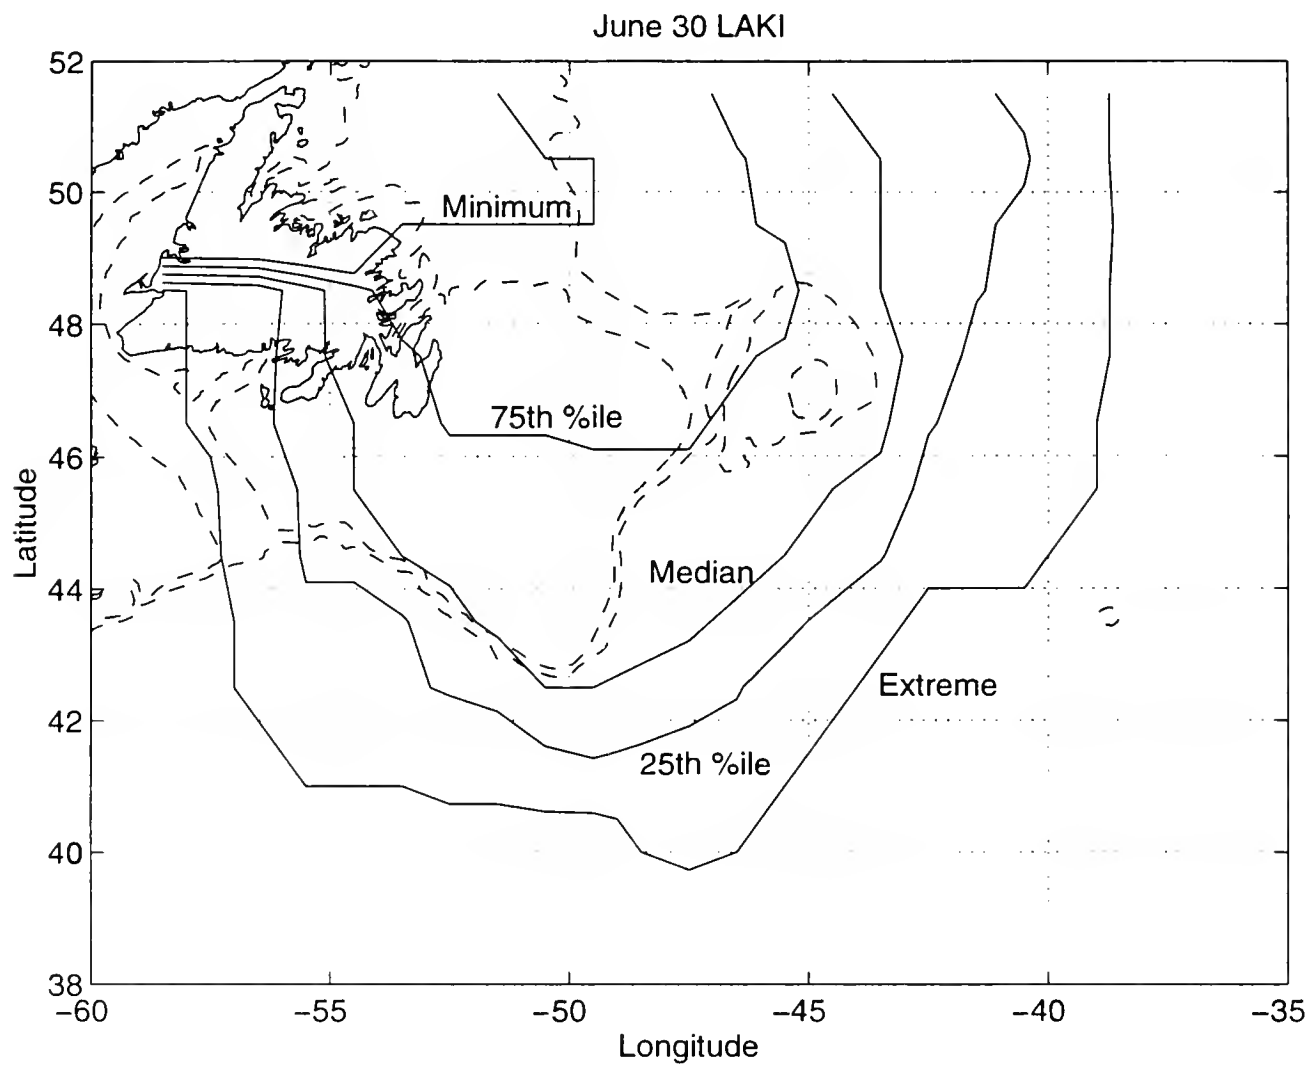 June 30 LAKI
52
50
48
46
44
42
40
38
Latitude
Minimum
75th %ile
Median
Extreme
25th %ile
−60
−55
−50
−45
−40
−35
Longitude